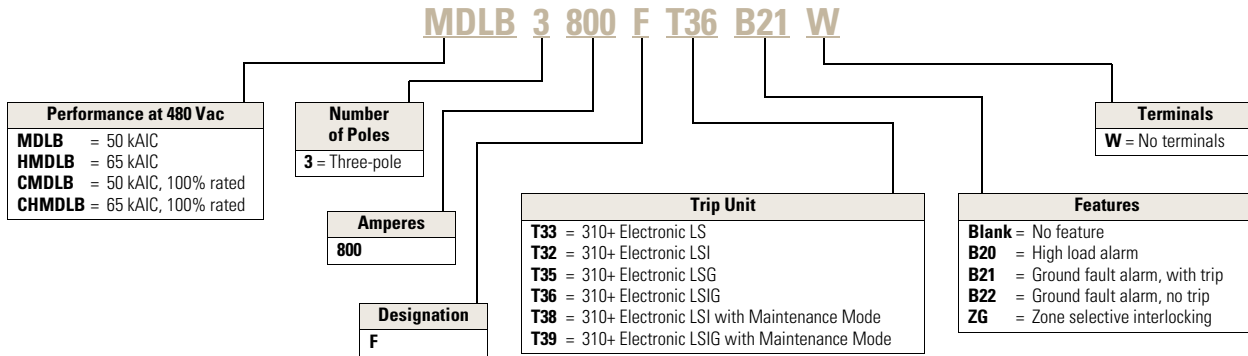 MDLB 3 800 F T36 B21 W
Performance at 480 Vac
MDLB = 50 kAIC
HMDLB = 65 kAIC
CMDLB = 50 kAIC, 100% rated
CHMDLB = 65 kAIC, 100% rated
Number
of Poles
3 = Three-pole
Amperes
800
Designation
F
Trip Unit
T33 = 310+ Electronic LS
T32 = 310+ Electronic LSI
T35 = 310+ Electronic LSG
T36 = 310+ Electronic LSIG
T38 = 310+ Electronic LSI with Maintenance Mode
T39 = 310+ Electronic LSIG with Maintenance Mode
Features
Blank = No feature
B20 = High load alarm
B21 = Ground fault alarm, with trip
B22 = Ground fault alarm, no trip
ZG = Zone selective interlocking
Terminals
W = No terminals